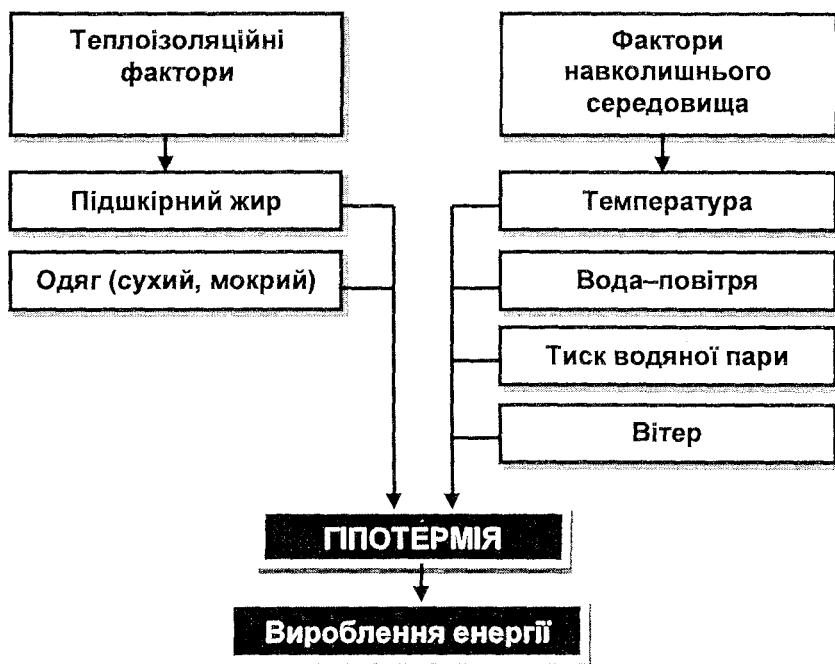 Теплоізоляційні
фактори
Фактори
навколишнього
середовища
Підшкірний жир
Температура
Одяг (сухий, мокрий)
Вода–повітря
Тиск водяної пари
Вітер
ГІПОТЕРМІЯ
Вироблення енергії